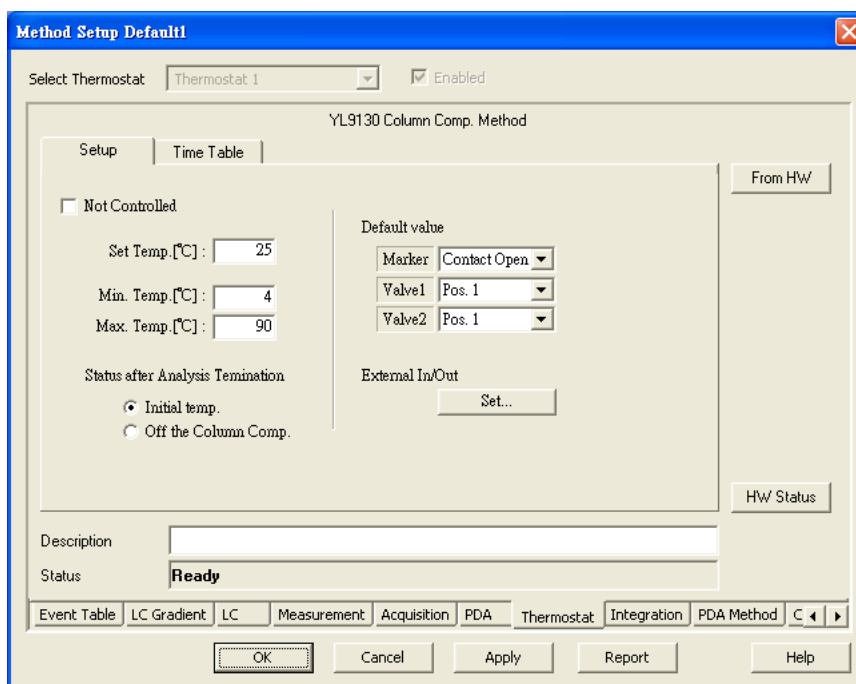 Method Setup Default1
Select Thermostat Thermostat 1 Enabled
YL9130 Column Comp. Method
Setup Time Table
From HW
Not Controlled
Default value
Set Temp.[℃] : 25
Marker Contact Open
Min. Temp.[℃] : 4
Valve1 Pos. 1
Max. Temp.[℃] : 90
Valve2 Pos. 1
Status after Analysis Temination
External In/Out
Initial temp.
Set...
Off the Column Comp.
HW Status
Description
Status Ready
Event Table LC Gradient LC Measurement Acquisition PDA Thermostat Integration PDA Method C
OK Cancel Apply Report Help